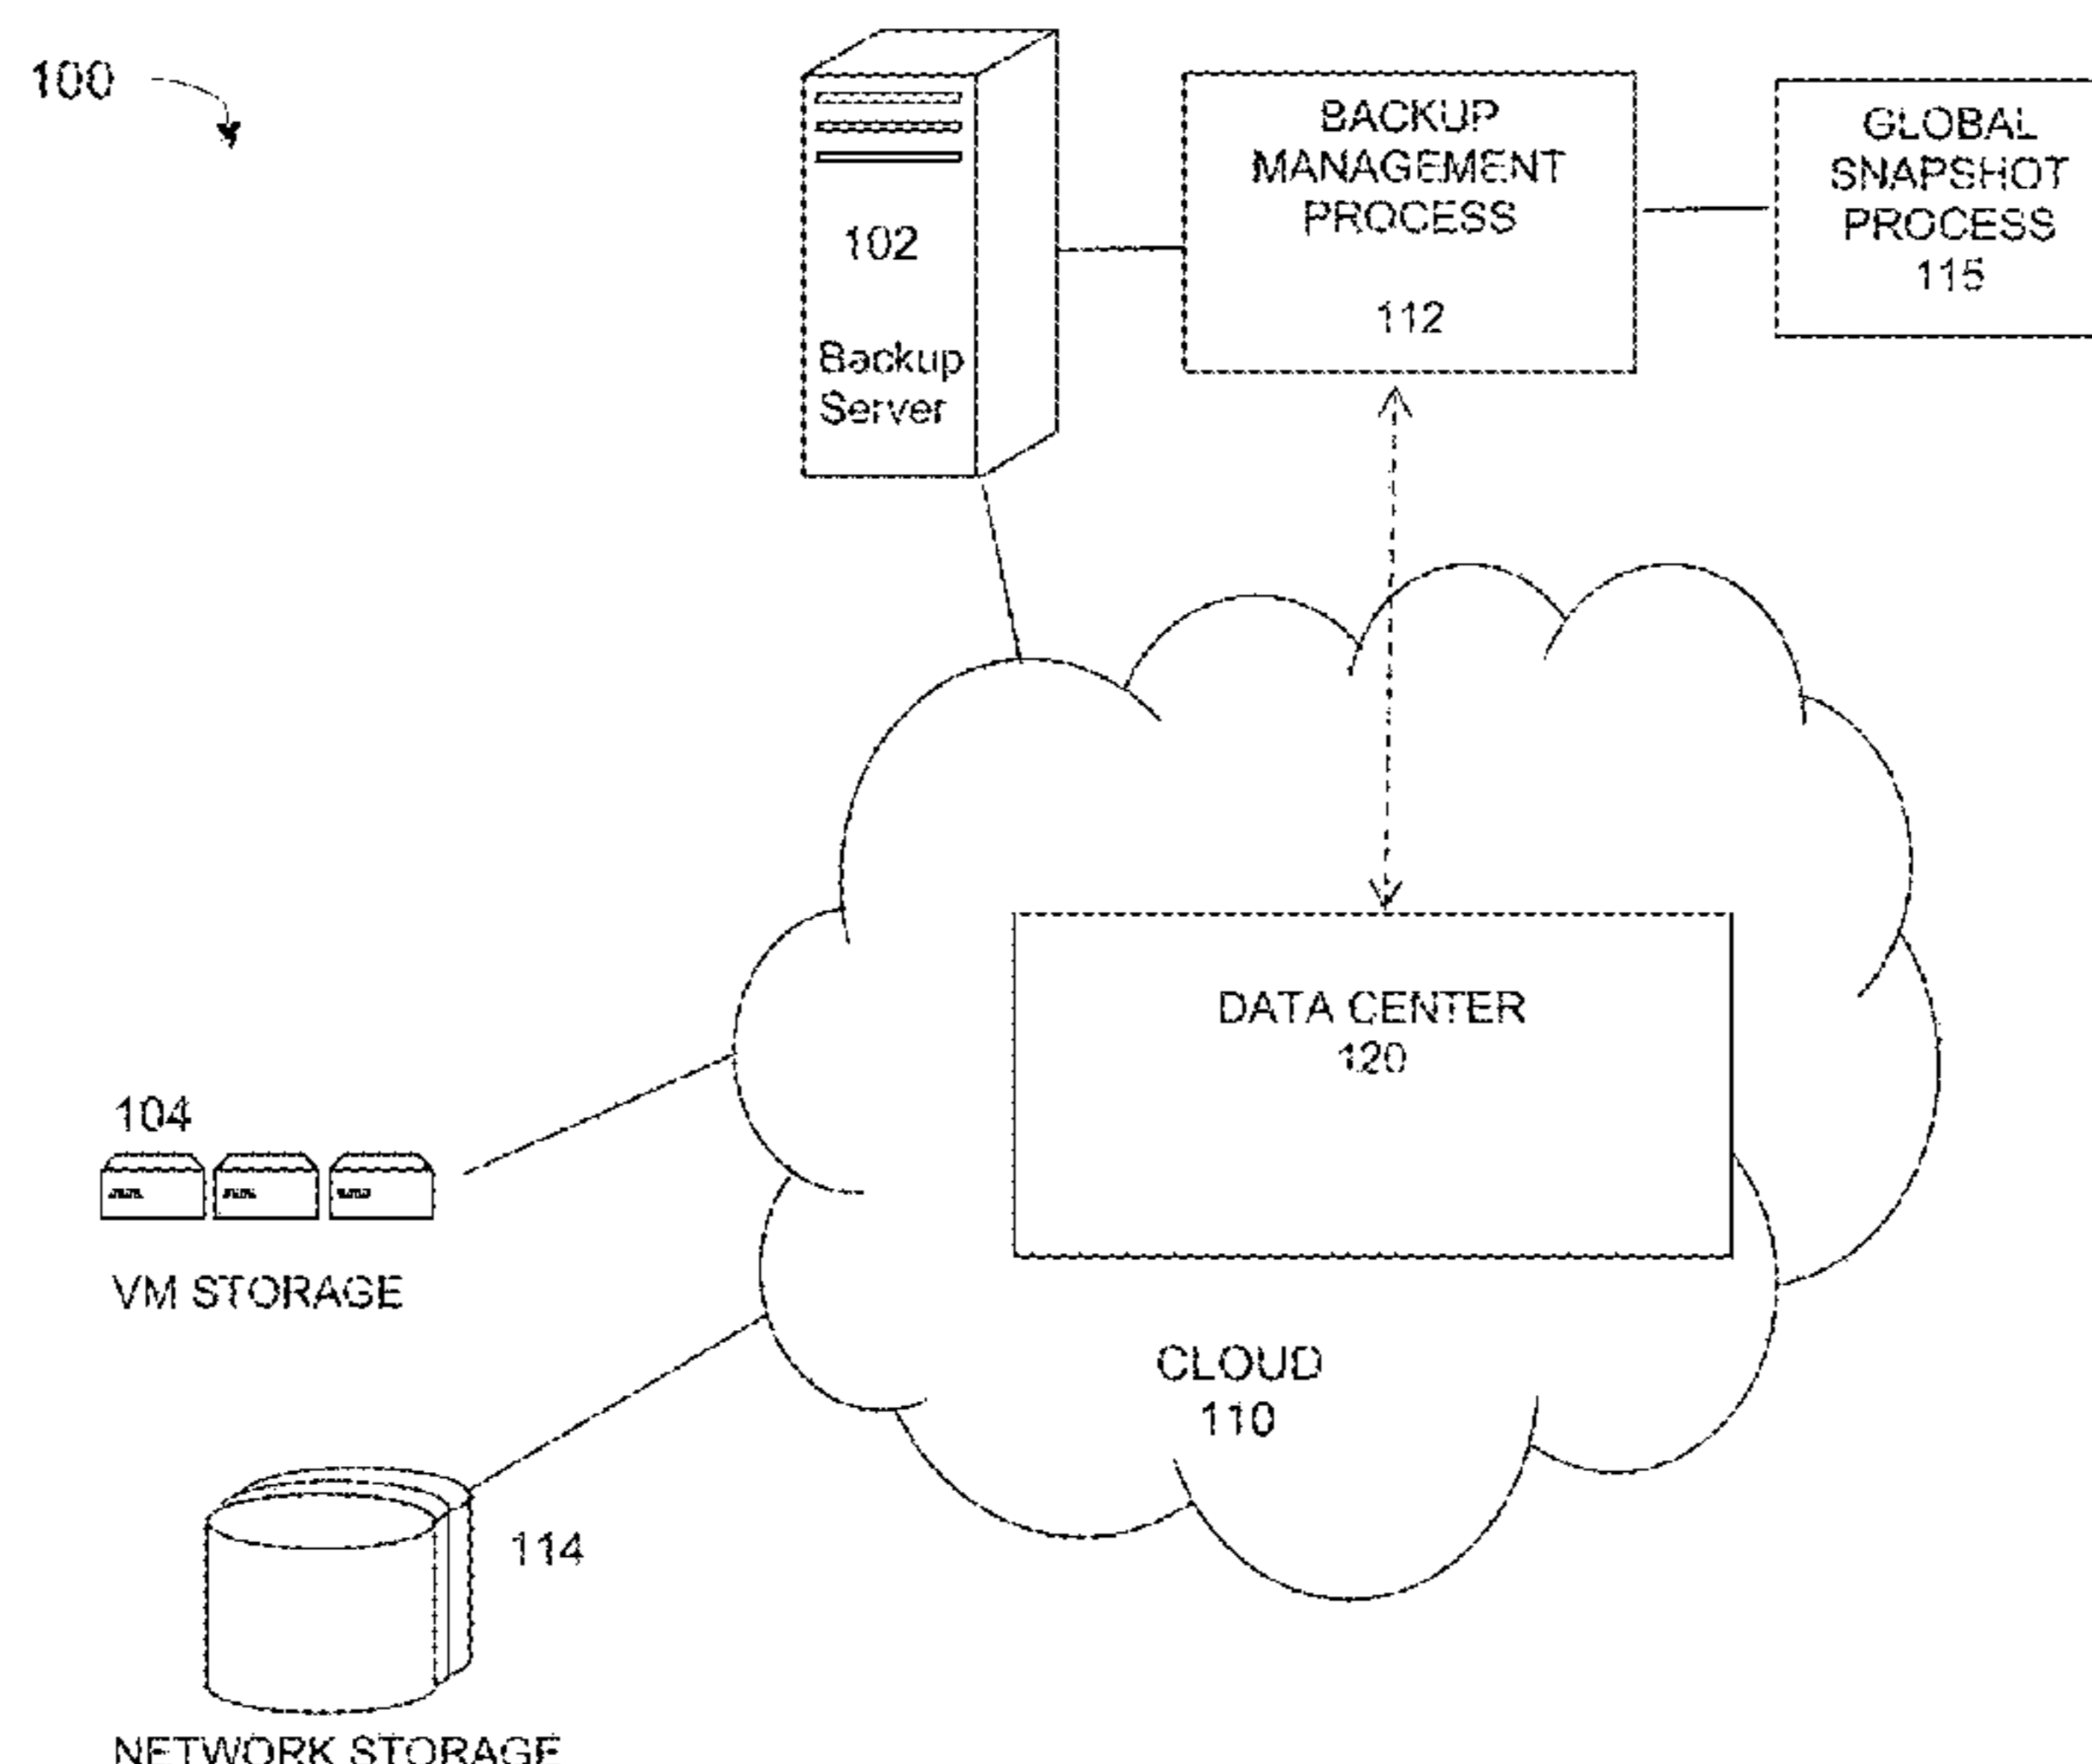 100
102
Backup
Server
BACKUP
MANAGEMENT
PROCESS
112
GLOBAL
SNAPSHOT
PROCESS
115
DATA CENTER
120
104
VM STORAGE
CLOUD
110
114
NETWORK STORAGE